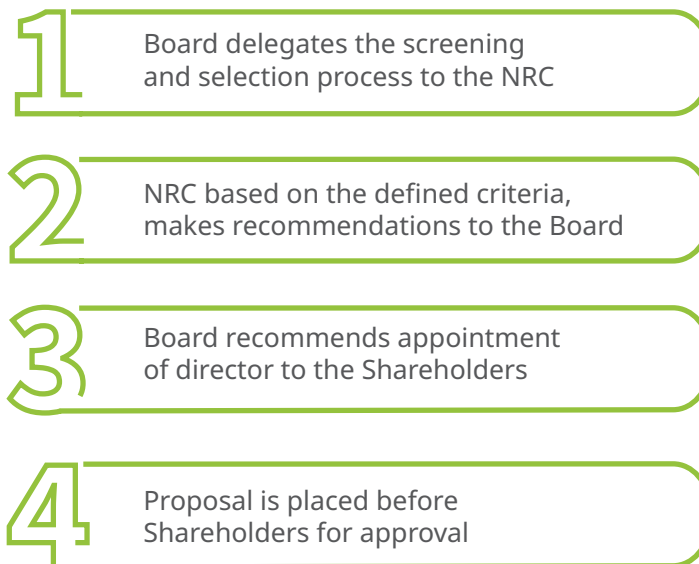 1
Board delegates the screening
and selection process to the NRC
2
NRC based on the defined criteria,
makes recommendations to the Board
3
Board recommends appointment
of director to the Shareholders
4
Proposal is placed before
Shareholders for approval